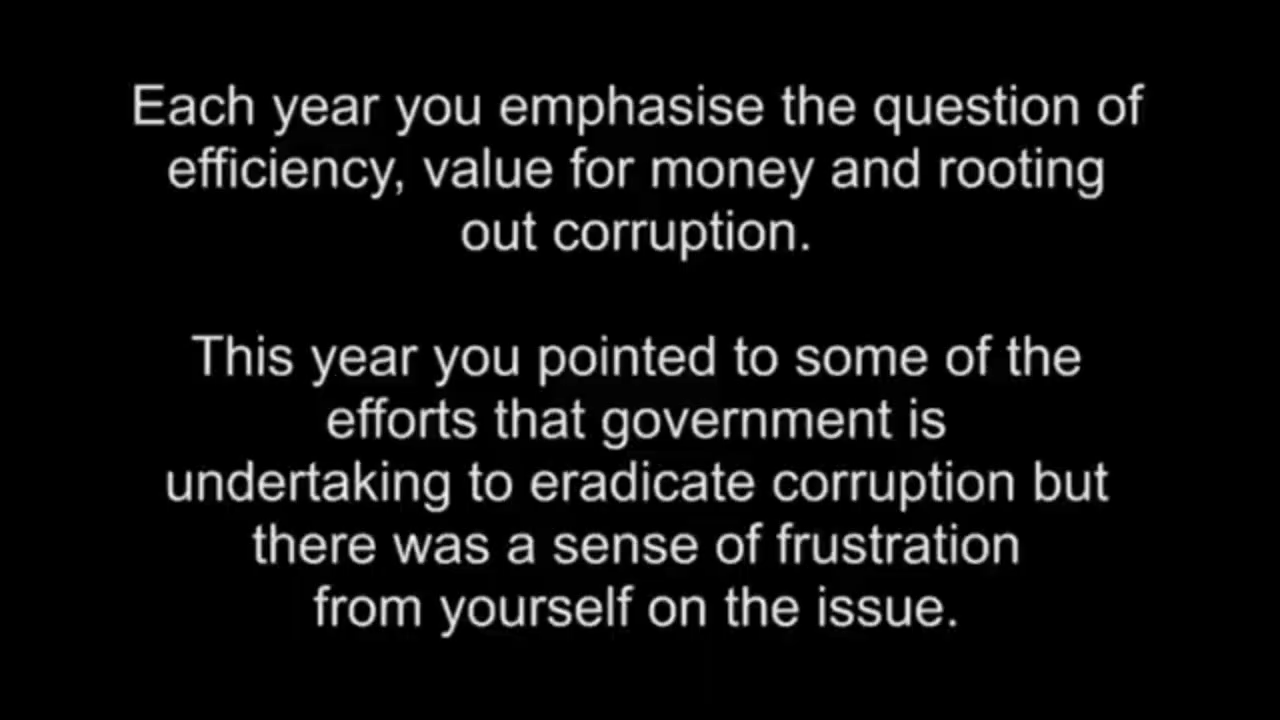 Each year you emphasise the question of
efficiency, value for money and rooting
out corruption.
This year you pointed to some of the
efforts that government is
undertaking to eradicate corruption but
there was a sense of frustration
from yourself on the issue.